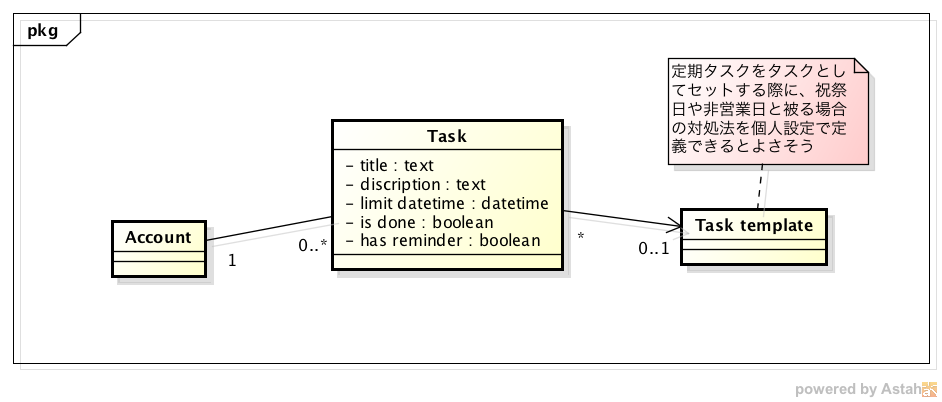 pkg
定期タスクをタスクとし
てセットする際に、祝祭
日や非営業日と被る場合
の対処法を個人設定で定
義できるとよさそう
Task
- title : text
- discription : text
- limit datetime : datetime
- is done : boolean
- has reminder : boolean
Account
1
0..*
*
0..1
Task template
powered by Astah